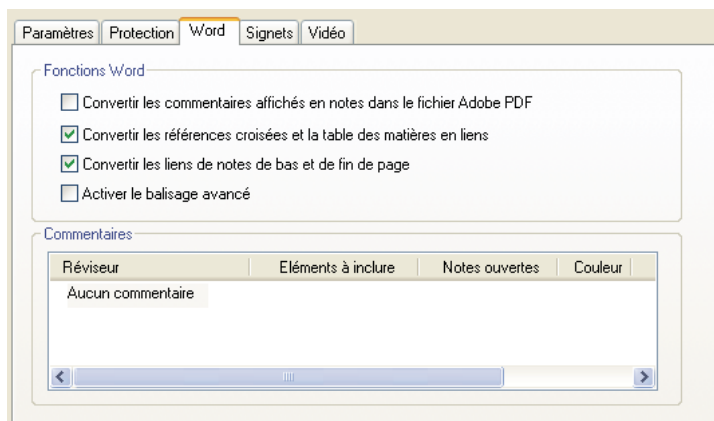 Paramètres Protection Word Signets Vidéo
Fonctions Word
Convertir les commentaires affichés en notes dans le fichier Adobe PDF
Convertir les références croisées et la table des matières en liens
Convertir les liens de notes de bas et de fin de page
Activer le balisage avancé
Commentaires
Réviseur Eléments à inclure Notes ouvertes Couleur
Aucun commentaire